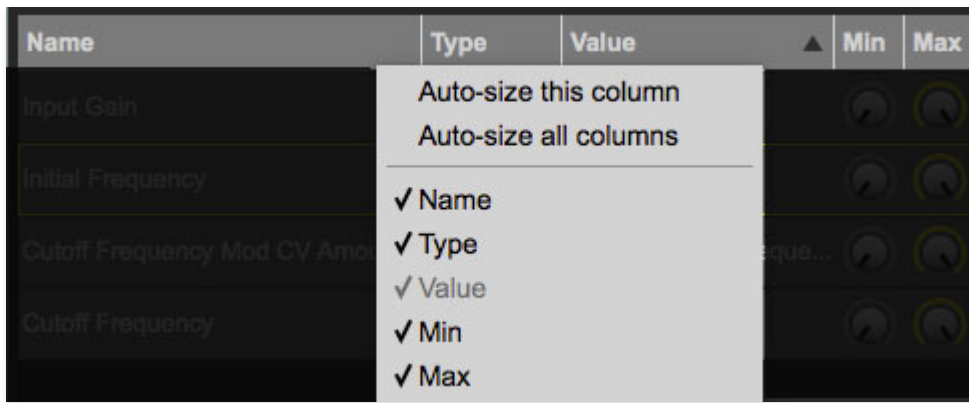 Name Type Value Min Max
Auto-size this column
Input Gain
Auto-size all columns
Initial Frequency
✓ Name
✓ Type
Cutoff Frequency Mod CV Amou eque...
✓ Value
Cutoff Frequency
✓ Min
✓ Max